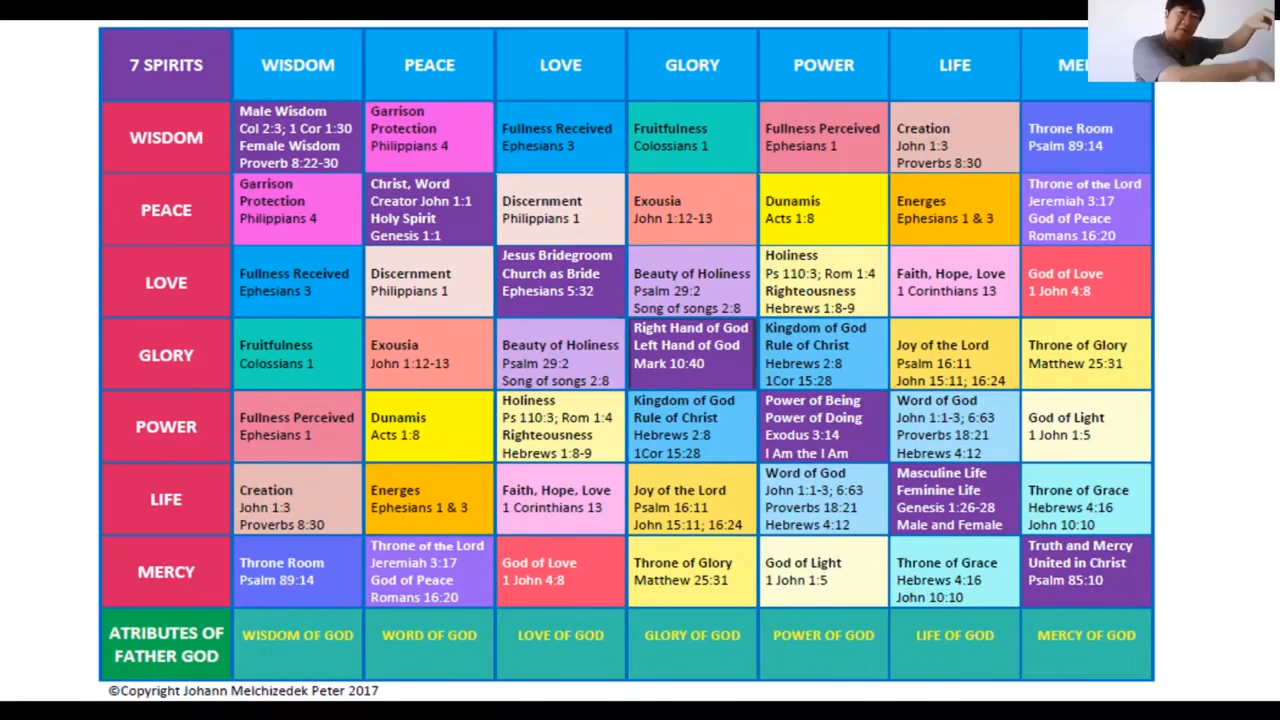 7 SPIRITS
WISDOM
PEACE
LOVE
GLORY
POWER
LIFE
WISDOM
Male Wisdom
Col 2:3; 1 Cor 1:30
Female Wisdom
Proverb 8:22-30
Garrison
Protection
Philippians 4
Fullness Received
Ephesians 3
Fruitfulness
Colossians 1
Fullness Perceived
Ephesians 1
Creation
John 1:3
Proverbs 8:30
Throne Room
Psalm 89:14
PEACE
Garrison
Protection
Philippians 4
Christ, Word
Creator John 1:1
Holy Spirit
Genesis 1:1
Discernment
Philippians 1
Exousia
John 1:12-13
Dunamis
Acts 1:8
Energes
Ephesians 1 & 3
Throne of the Lord
Jeremiah 3:17
God of Peace
Romans 16:20
LOVE
Fullness Received
Ephesians 3
Discernment
Philippians 1
Jesus Bridegroom
Church as Bride
Ephesians 5:32
Beauty of Holiness
Psalm 29:2
Song of songs 2:8
Holiness
Ps 110:3; Rom 1:4
Righteousness
Hebrews 1:8-9
Faith, Hope, Love
1 Corinthians 13
God of Love
1 John 4:8
GLORY
Fruitfulness
Colossians 1
Exousia
John 1:12-13
Beauty of Holiness
Psalm 29:2
Song of songs 2:8
Right Hand of God
Left Hand of God
Mark 10:40
Kingdom of God
Rule of Christ
Hebrews 2:8
1Cor 15:28
Joy of the Lord
Psalm 16:11
John 15:11; 16:24
Throne of Glory
Matthew 25:31
POWER
Fullness Perceived
Ephesians 1
Dunamis
Acts 1:8
Holiness
Ps 110:3; Rom 1:4
Righteousness
Hebrews 1:8-9
Kingdom of God
Rule of Christ
Hebrews 2:8
1Cor 15:28
Power of Being
Power of Doing
Exodus 3:14
I Am the I Am
Word of God
John 1:1-3; 6:63
Proverbs 18:21
Hebrews 4:12
God of Light
1 John 1:5
LIFE
Creation
John 1:3
Proverbs 8:30
Energes
Ephesians 1 & 3
Faith, Hope, Love
1 Corinthians 13
Joy of the Lord
Psalm 16:11
John 15:11; 16:24
Word of God
John 1:1-3; 6:63
Proverbs 18:21
Hebrews 4:12
Masculine Life
Feminine Life
Genesis 1:26-28
Male and Female
Throne of Grace
Hebrews 4:16
John 10:10
MERCY
Throne Room
Psalm 89:14
Throne of the Lord
Jeremiah 3:17
God of Peace
Romans 16:20
God of Love
1 John 4:8
Throne of Glory
Matthew 25:31
God of Light
1 John 1:5
Throne of Grace
Hebrews 4:16
John 10:10
Truth and Mercy
United in Christ
Psalm 85:10
ATRIBUTES OF
FATHER GOD
WISDOM OF GOD
WORD OF GOD
LOVE OF GOD
GLORY OF GOD
POWER OF GOD
LIFE OF GOD
MERCY OF GOD
©Copyright Johann Melchizedek Peter 2017